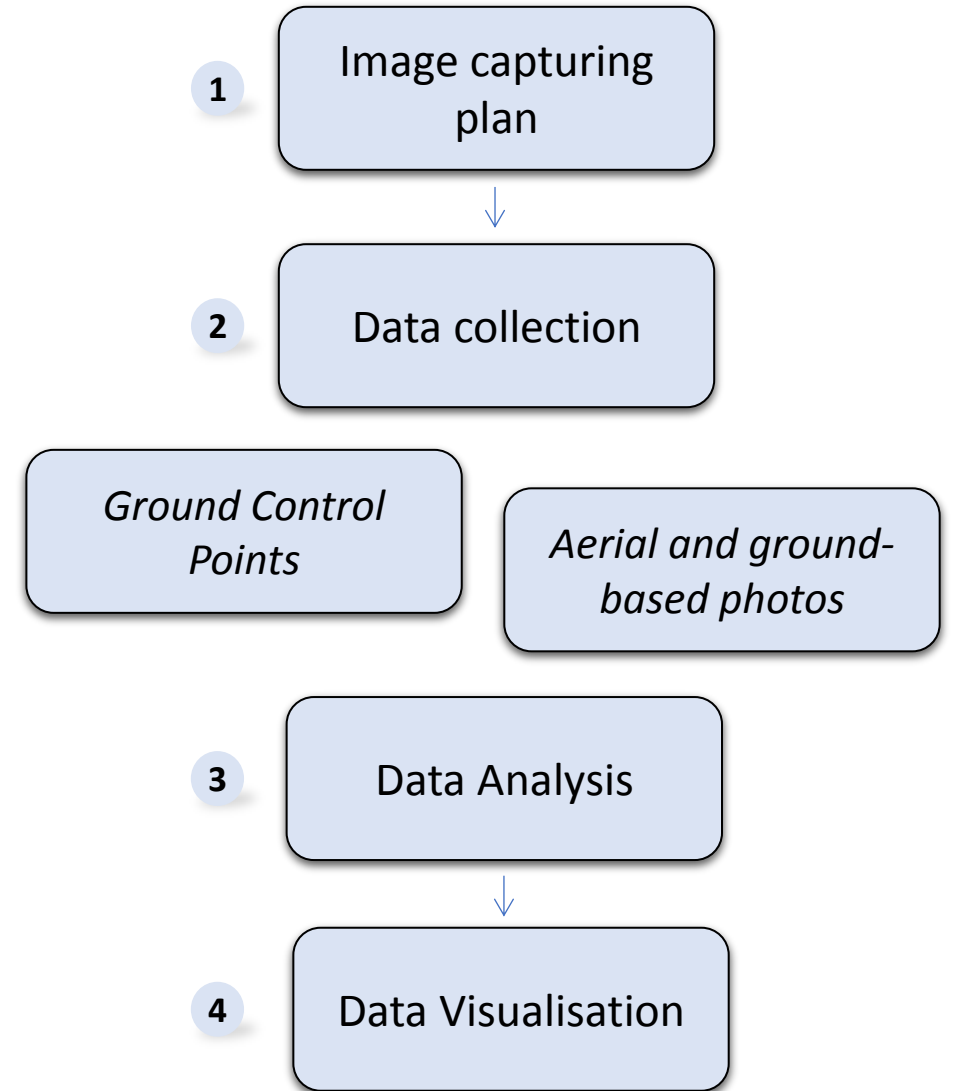 1
Image capturing
plan
2
Data collection
Ground Control
Points
Aerial and ground-
based photos
3
Data Analysis
4
Data Visualisation